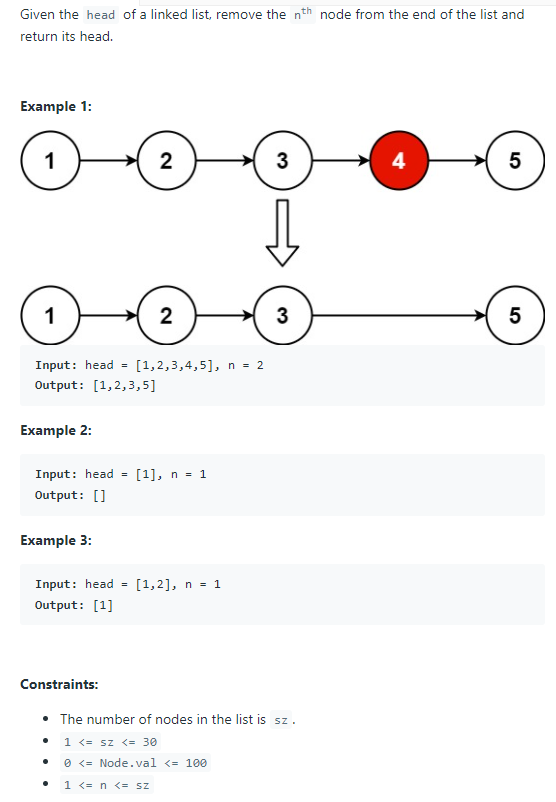 Given the head of a linked list, remove the nth node from the end of the list and
return its head.
Example 1:
1 2 3 4 5
1 2 3 5
Input: head = [1,2,3,4,5], n = 2
Output: [1,2,3,5]
Example 2:
Input: head = [1], n = 1
Output: []
Example 3:
Input: head = [1,2], n = 1
Output: [1]
Constraints:
• The number of nodes in the list is sz.
• 1 <= sz <= 30
• 0 <= Node.val <= 100
• 1 <= n <= sz